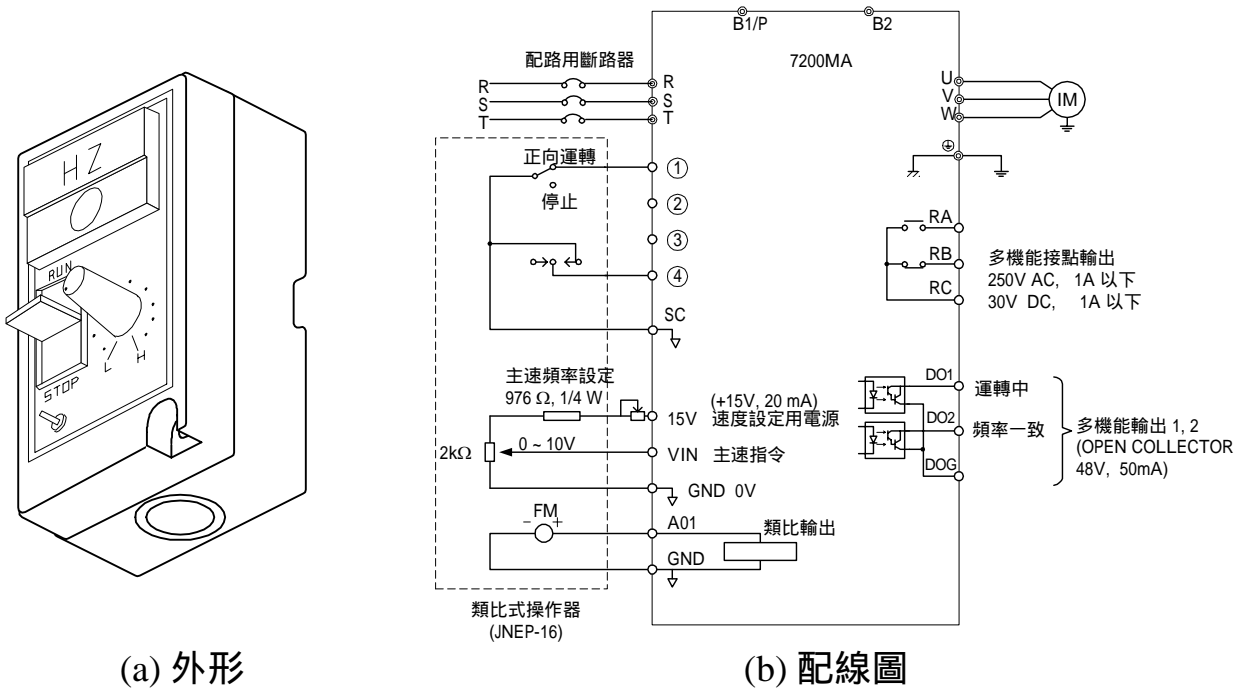 HZ
RUN
L
H
STOP
(a) 外形
B1/P
B2
7200MA
配路用斷路器
R
S
T
R
S
T
U
V
W
IM
正向運轉
停止
①
②
③
④
SC
RA
RB
RC
多機能接點輸出
250V AC, 1A 以下
30V DC, 1A 以下
主速頻率設定
976 Ω, 1/4 W
15V
(+15V, 20 mA)
速度設定用電源
2kΩ
0 ~ 10V
VIN 主速指令
GND 0V
FM
- +
A01
類比輸出
GND
DO1
運轉中
DO2
頻率一致
DOG
多機能輸出 1, 2
(OPEN COLLECTOR
48V, 50mA)
類比式操作器
(JNEP-16)
(b) 配線圖